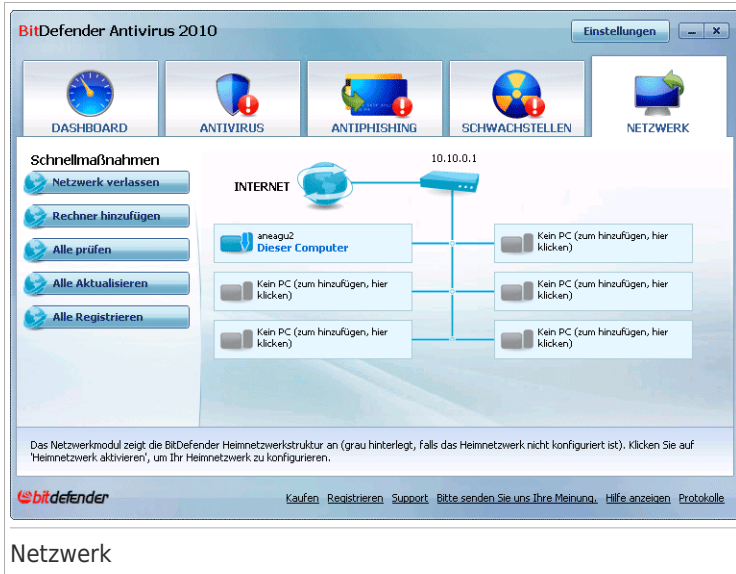 BitDefender Antivirus 2010
Einstellungen
DASHBOARD
ANTIVIRUS
ANTIPHISHING
SCHWACHSTELLEN
NETZWERK
Schnellmaßnahmen
Netzwerk verlassen
Rechner hinzufügen
Alle prüfen
Alle Aktualisieren
Alle Registrieren
10.10.0.1
INTERNET
aneagu2
Dieser Computer
Kein PC (zum hinzufügen, hier
klicken)
Kein PC (zum hinzufügen, hier
klicken)
Kein PC (zum hinzufügen, hier
klicken)
Kein PC (zum hinzufügen, hier
klicken)
Kein PC (zum hinzufügen, hier
klicken)
Das Netzwerkmodul zeigt die BitDefender Heimnetzwerkstruktur an (grau hinterlegt, falls das Heimnetzwerk nicht konfiguriert ist). Klicken Sie auf
'Heimnetzwerk aktivieren', um Ihr Heimnetzwerk zu konfigurieren.
bitdefender
Kaufen Registrieren Support Bitte senden Sie uns Ihre Meinung. Hilfe anzeigen Protokolle
Netzwerk